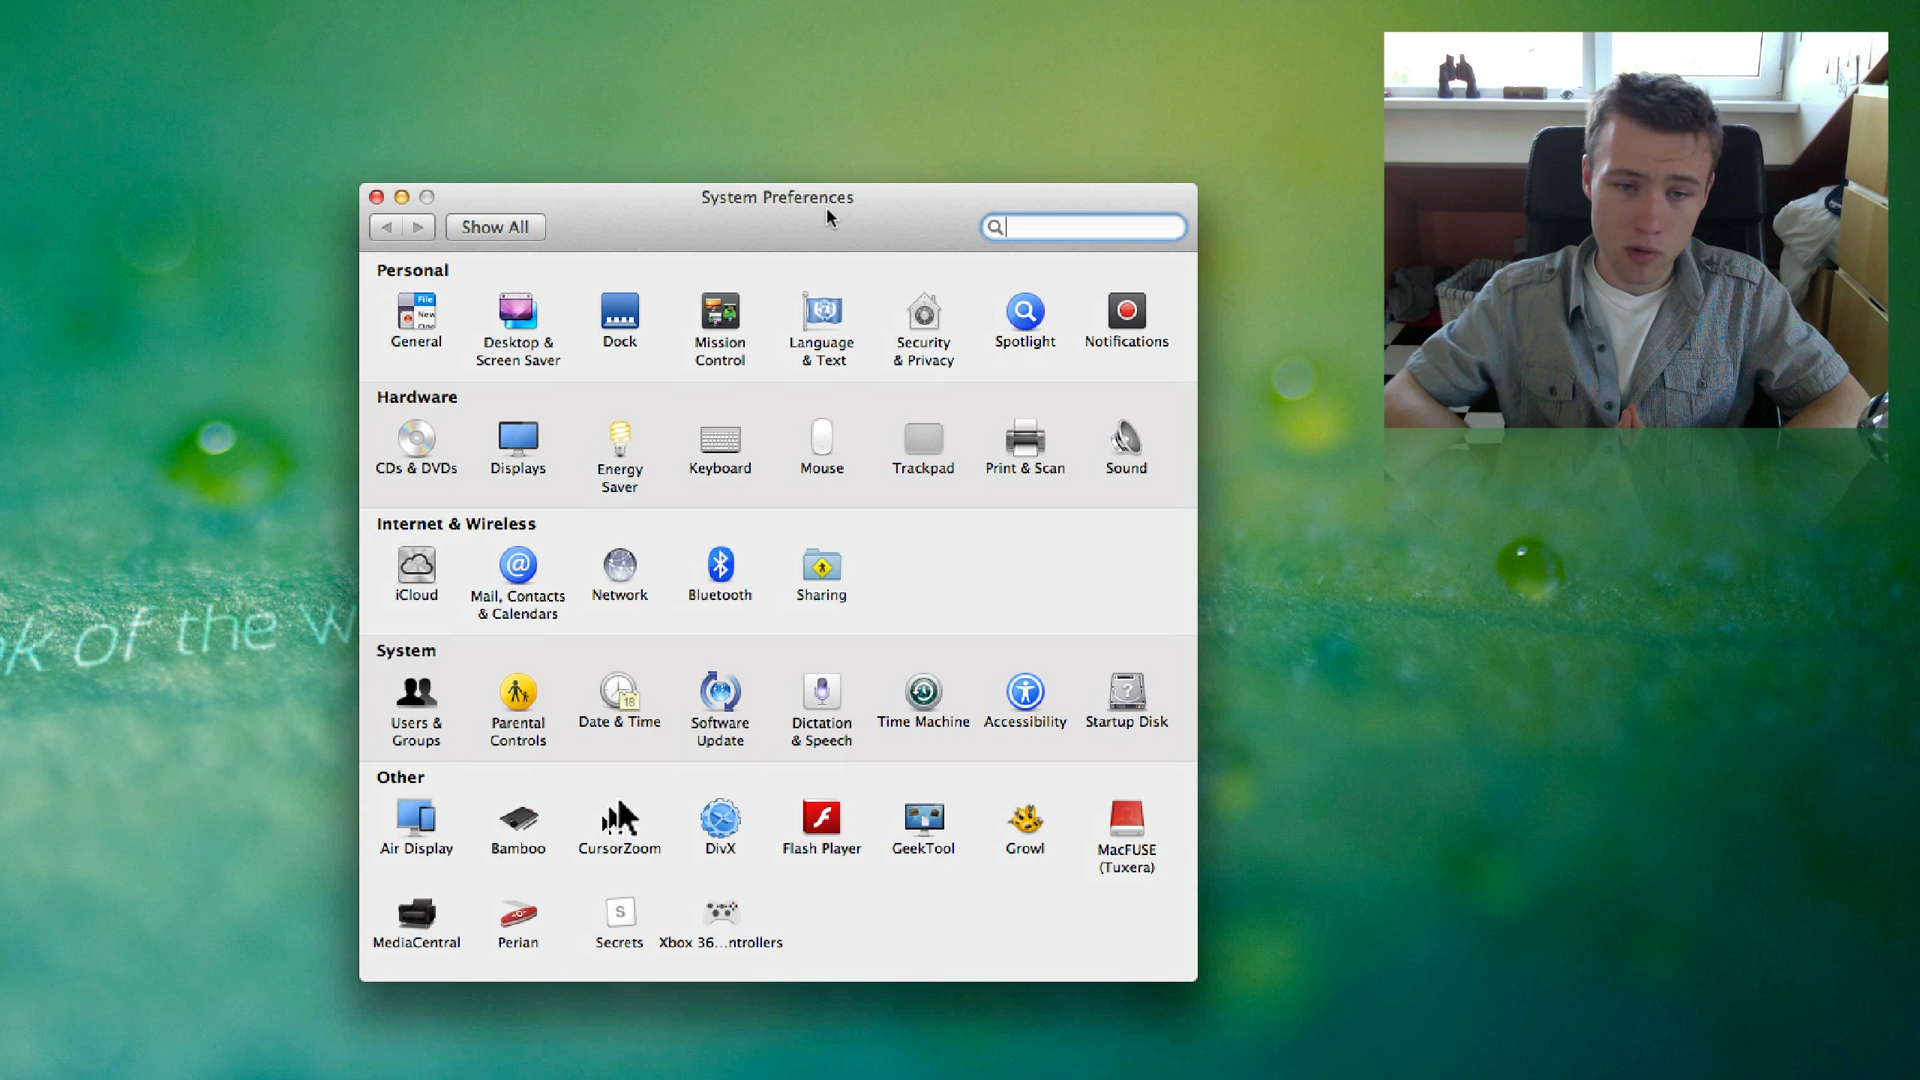 System Preferences
Show All
Personal
File
New
General
Desktop &
Screen Saver
Dock
Mission
Control
Language
& Text
Security
& Privacy
Spotlight
Notifications
Hardware
CDs & DVDs
Displays
Energy
Saver
Keyboard
Mouse
Trackpad
Print & Scan
Sound
Internet & Wireless
iCloud
@
Mail, Contacts
& Calendars
Network
Bluetooth
Sharing
of the
System
Users &
Groups
Parental
Controls
18
Date & Time
Software
Update
Dictation
& Speech
Time Machine
Accessibility
?
Startup Disk
Other
Air Display
Bamboo
CursorZoom
DivX
Flash Player
GeekTool
Growl
MacFUSE
(Tuxera)
MediaCentral
Perian
S
Secrets
Xbox 36...ntrollers